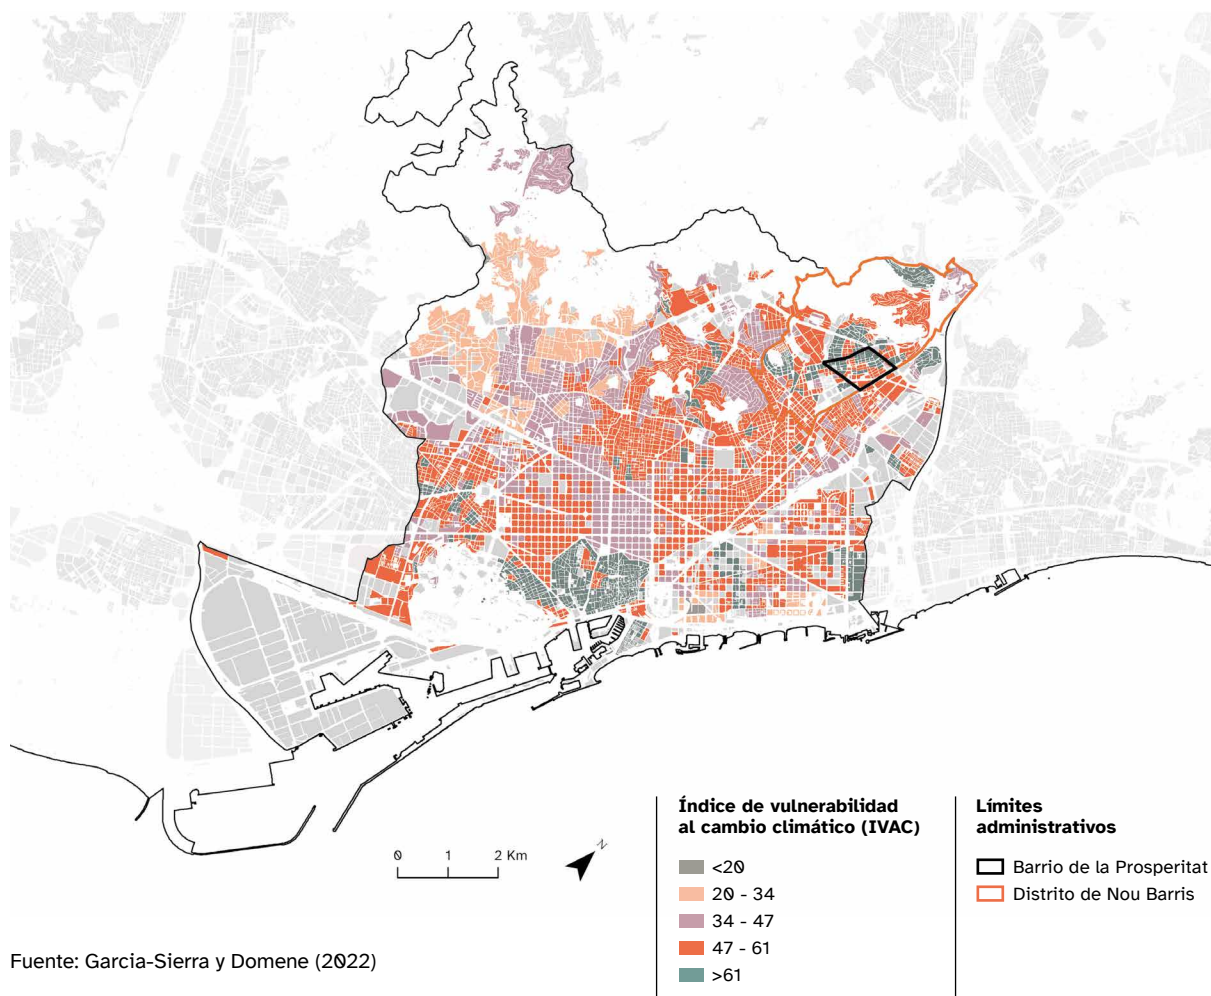 0 1 2 Km
N
Índice de vulnerabilidad
al cambio climático (IVAC)
<20
20 - 34
34 - 47
47 - 61
>61
Límites
administrativos
Barrio de la Prosperitat
Distrito de Nou Barris
Fuente: Garcia-Sierra y Domene (2022)